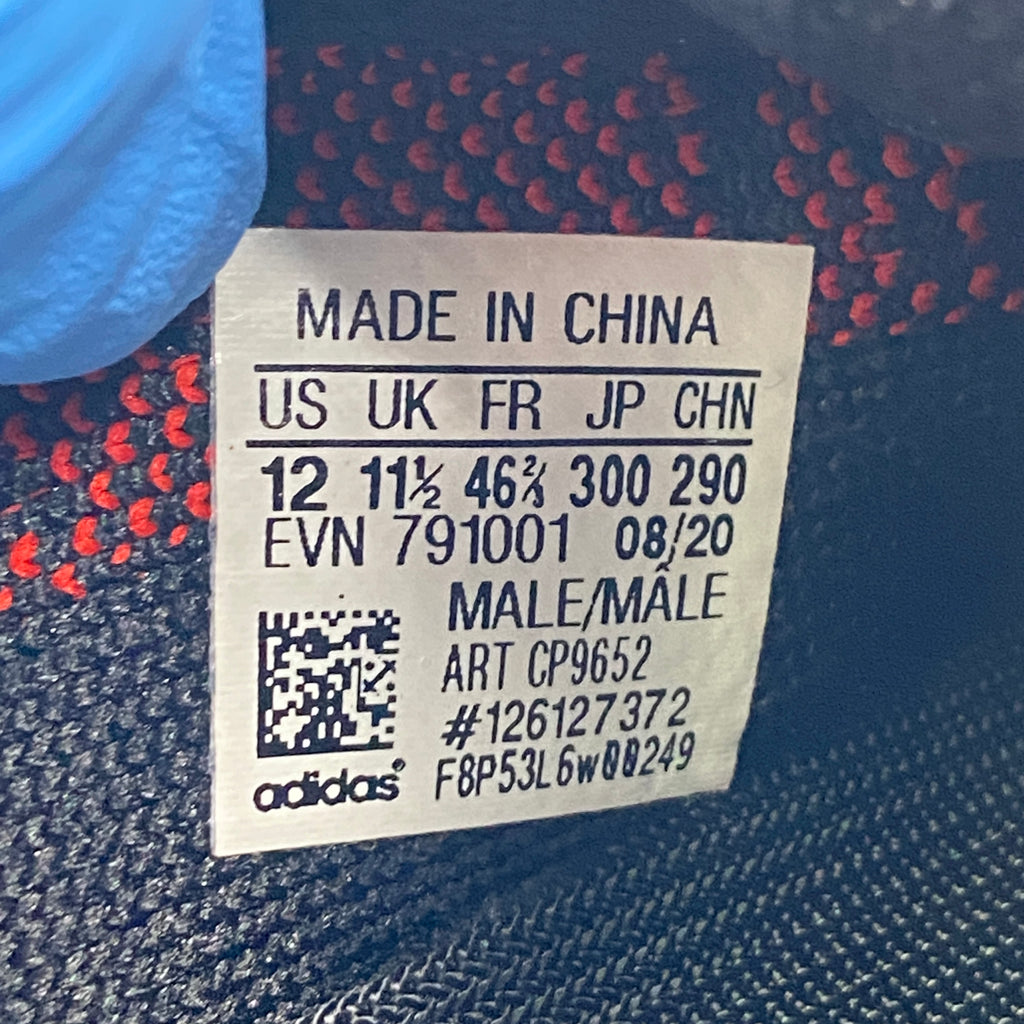 MADE IN CHINA
US UK FR JP CHN
12 11½ 46⅔ 300 290
EVN 791001 08/20
MALE/MÂLE
ART CP9652
#126127372
adidas® F8P53L6w00249